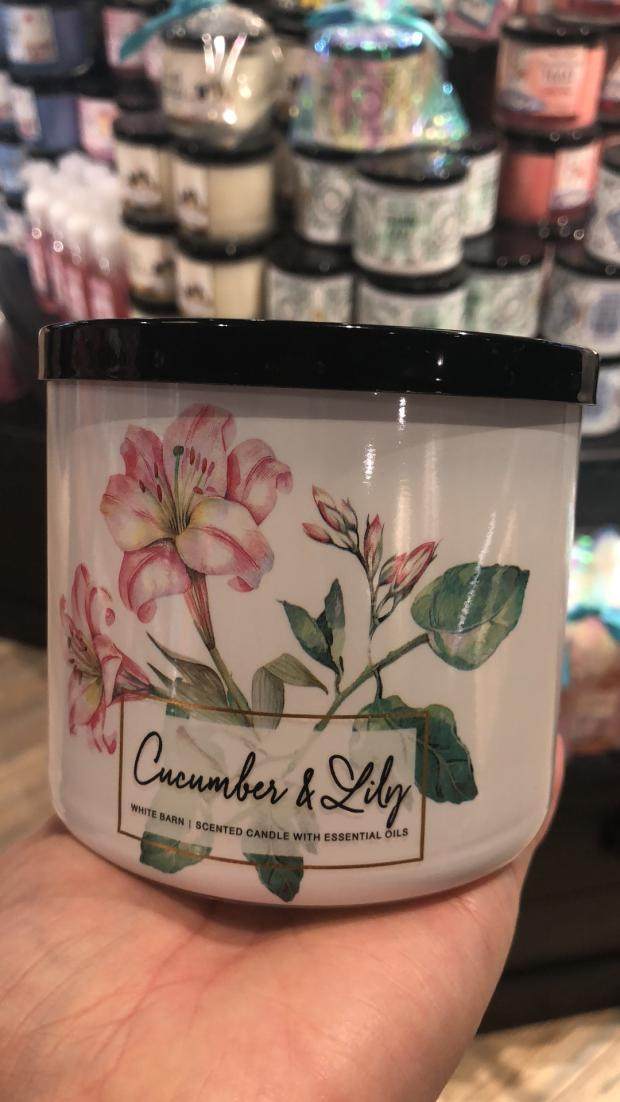 Cucumber & Lily
WHITE BARN | SCENTED CANDLE WITH ESSENTIAL OILS